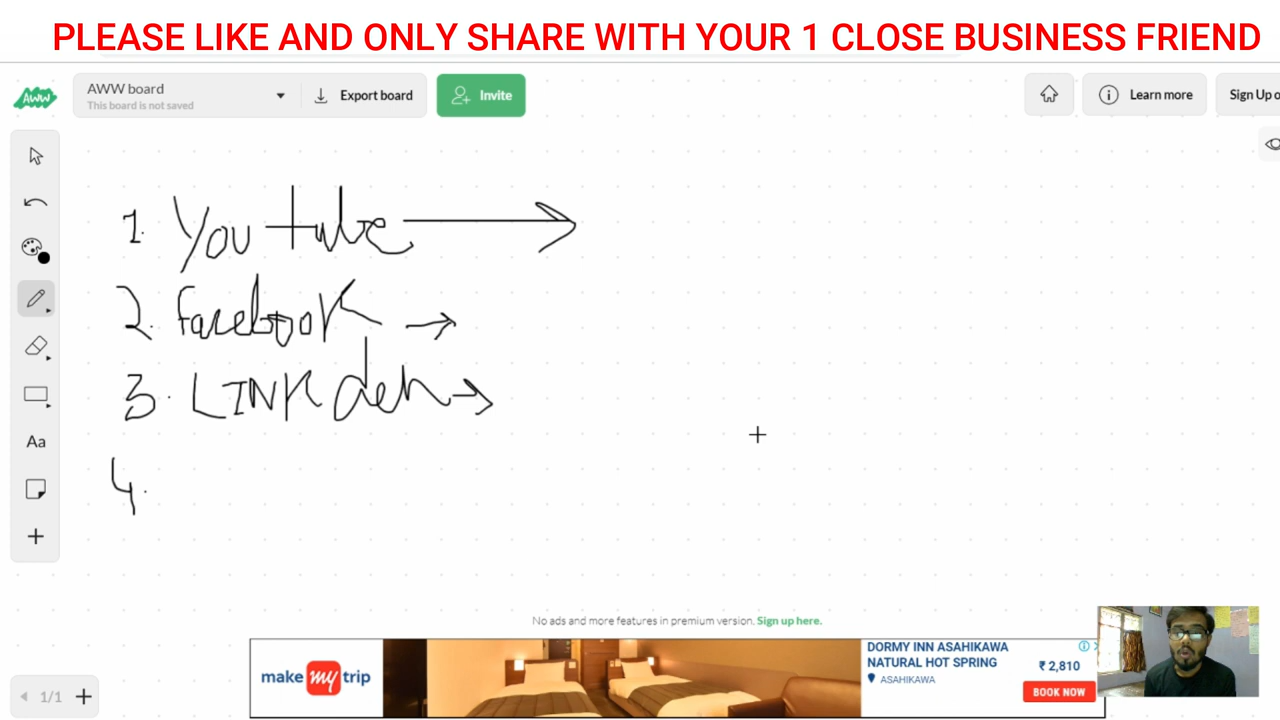 PLEASE LIKE AND ONLY SHARE WITH YOUR 1 CLOSE BUSINESS FRIEND
AWW
AWW board
This board is not saved
Export board
Invite
Learn more
Sign Up o
1. You tube
2. Facebook
3. LINKden
4.
Aa
No ads and more features in premium version. Sign up here.
make my trip
DORMY INN ASAHIKAWA
NATURAL HOT SPRING
ASAHIKAWA
₹ 2,810
BOOK NOW
1/1